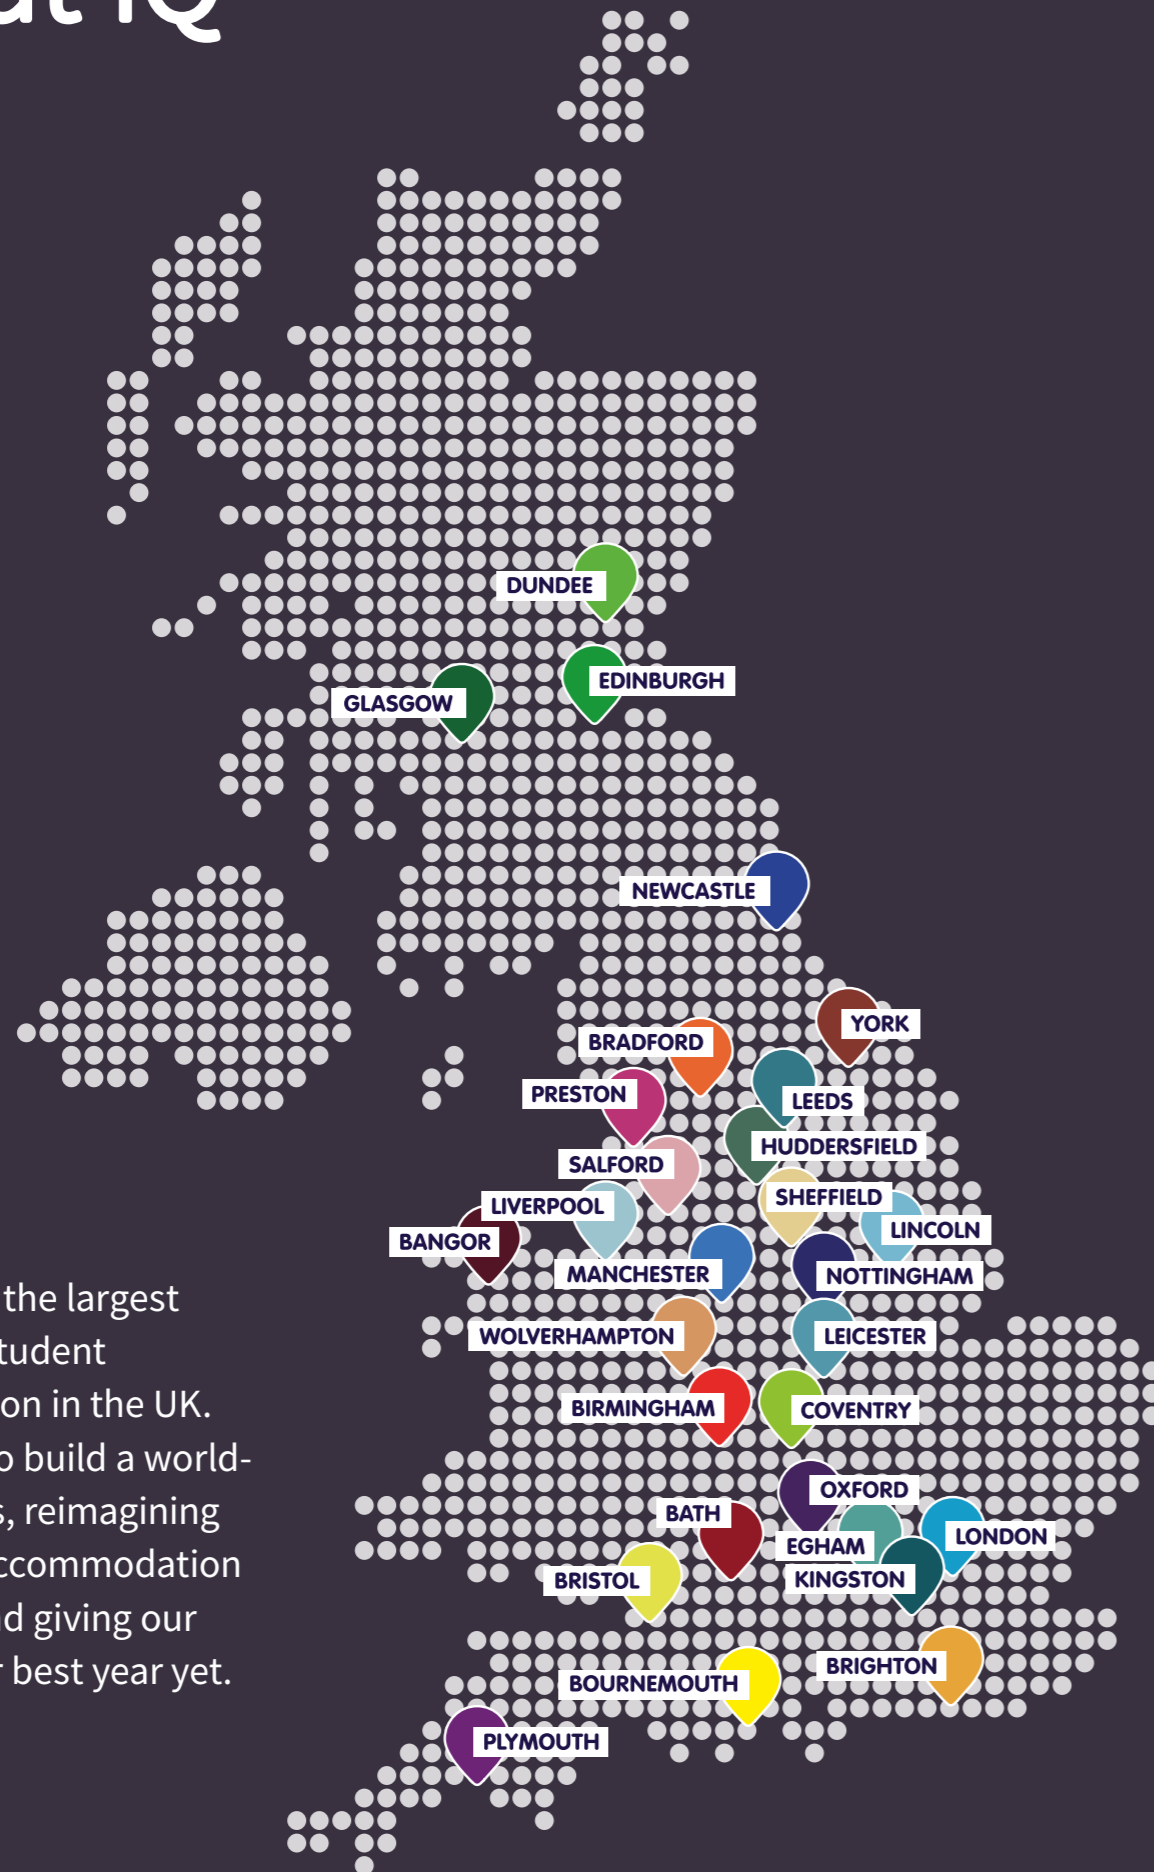 iQ
DUNDEE
EDINBURGH
GLASGOW
NEWCASTLE
YORK
BRADFORD
PRESTON
LEEDS
HUDDERSFIELD
SALFORD
SHEFFIELD
LIVERPOOL
LINCOLN
BANGOR
MANCHESTER
NOTTINGHAM
WOLVERHAMPTON
LEICESTER
BIRMINGHAM
COVENTRY
OXFORD
BATH
LONDON
EGHAM
KINGSTON
BRISTOL
BRIGHTON
BOURNEMOUTH
PLYMOUTH
the largest
tudent
on in the UK.
o build a world-
s, reimagining
ccommodation
d giving our
r best year yet.